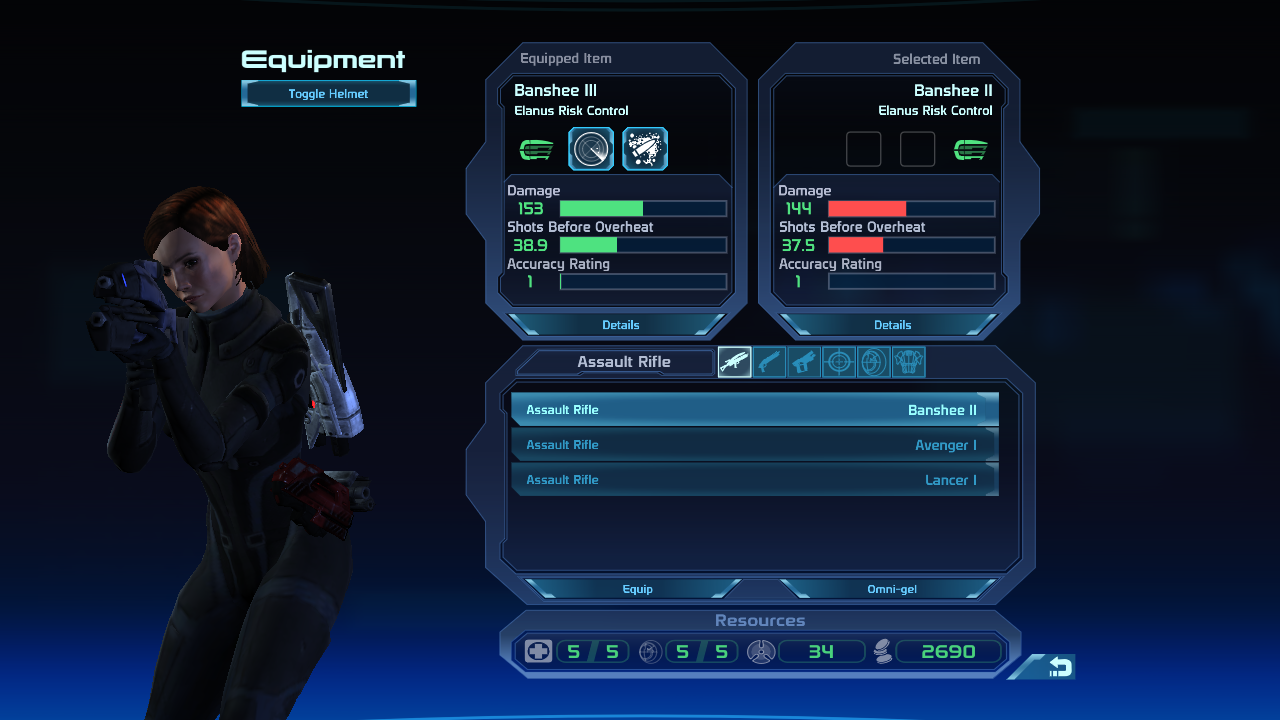 Equipment
Toggle Helmet
Equipped Item
Banshee III
Elanus Risk Control
Damage
153
Shots Before Overheat
38.9
Accuracy Rating
1
Details
Selected Item
Banshee II
Elanus Risk Control
Damage
144
Shots Before Overheat
37.5
Accuracy Rating
1
Details
Assault Rifle
Assault Rifle Banshee II
Assault Rifle Avenger I
Assault Rifle Lancer I
Equip Omni-gel
Resources
5 / 5 5 / 5 34 2690